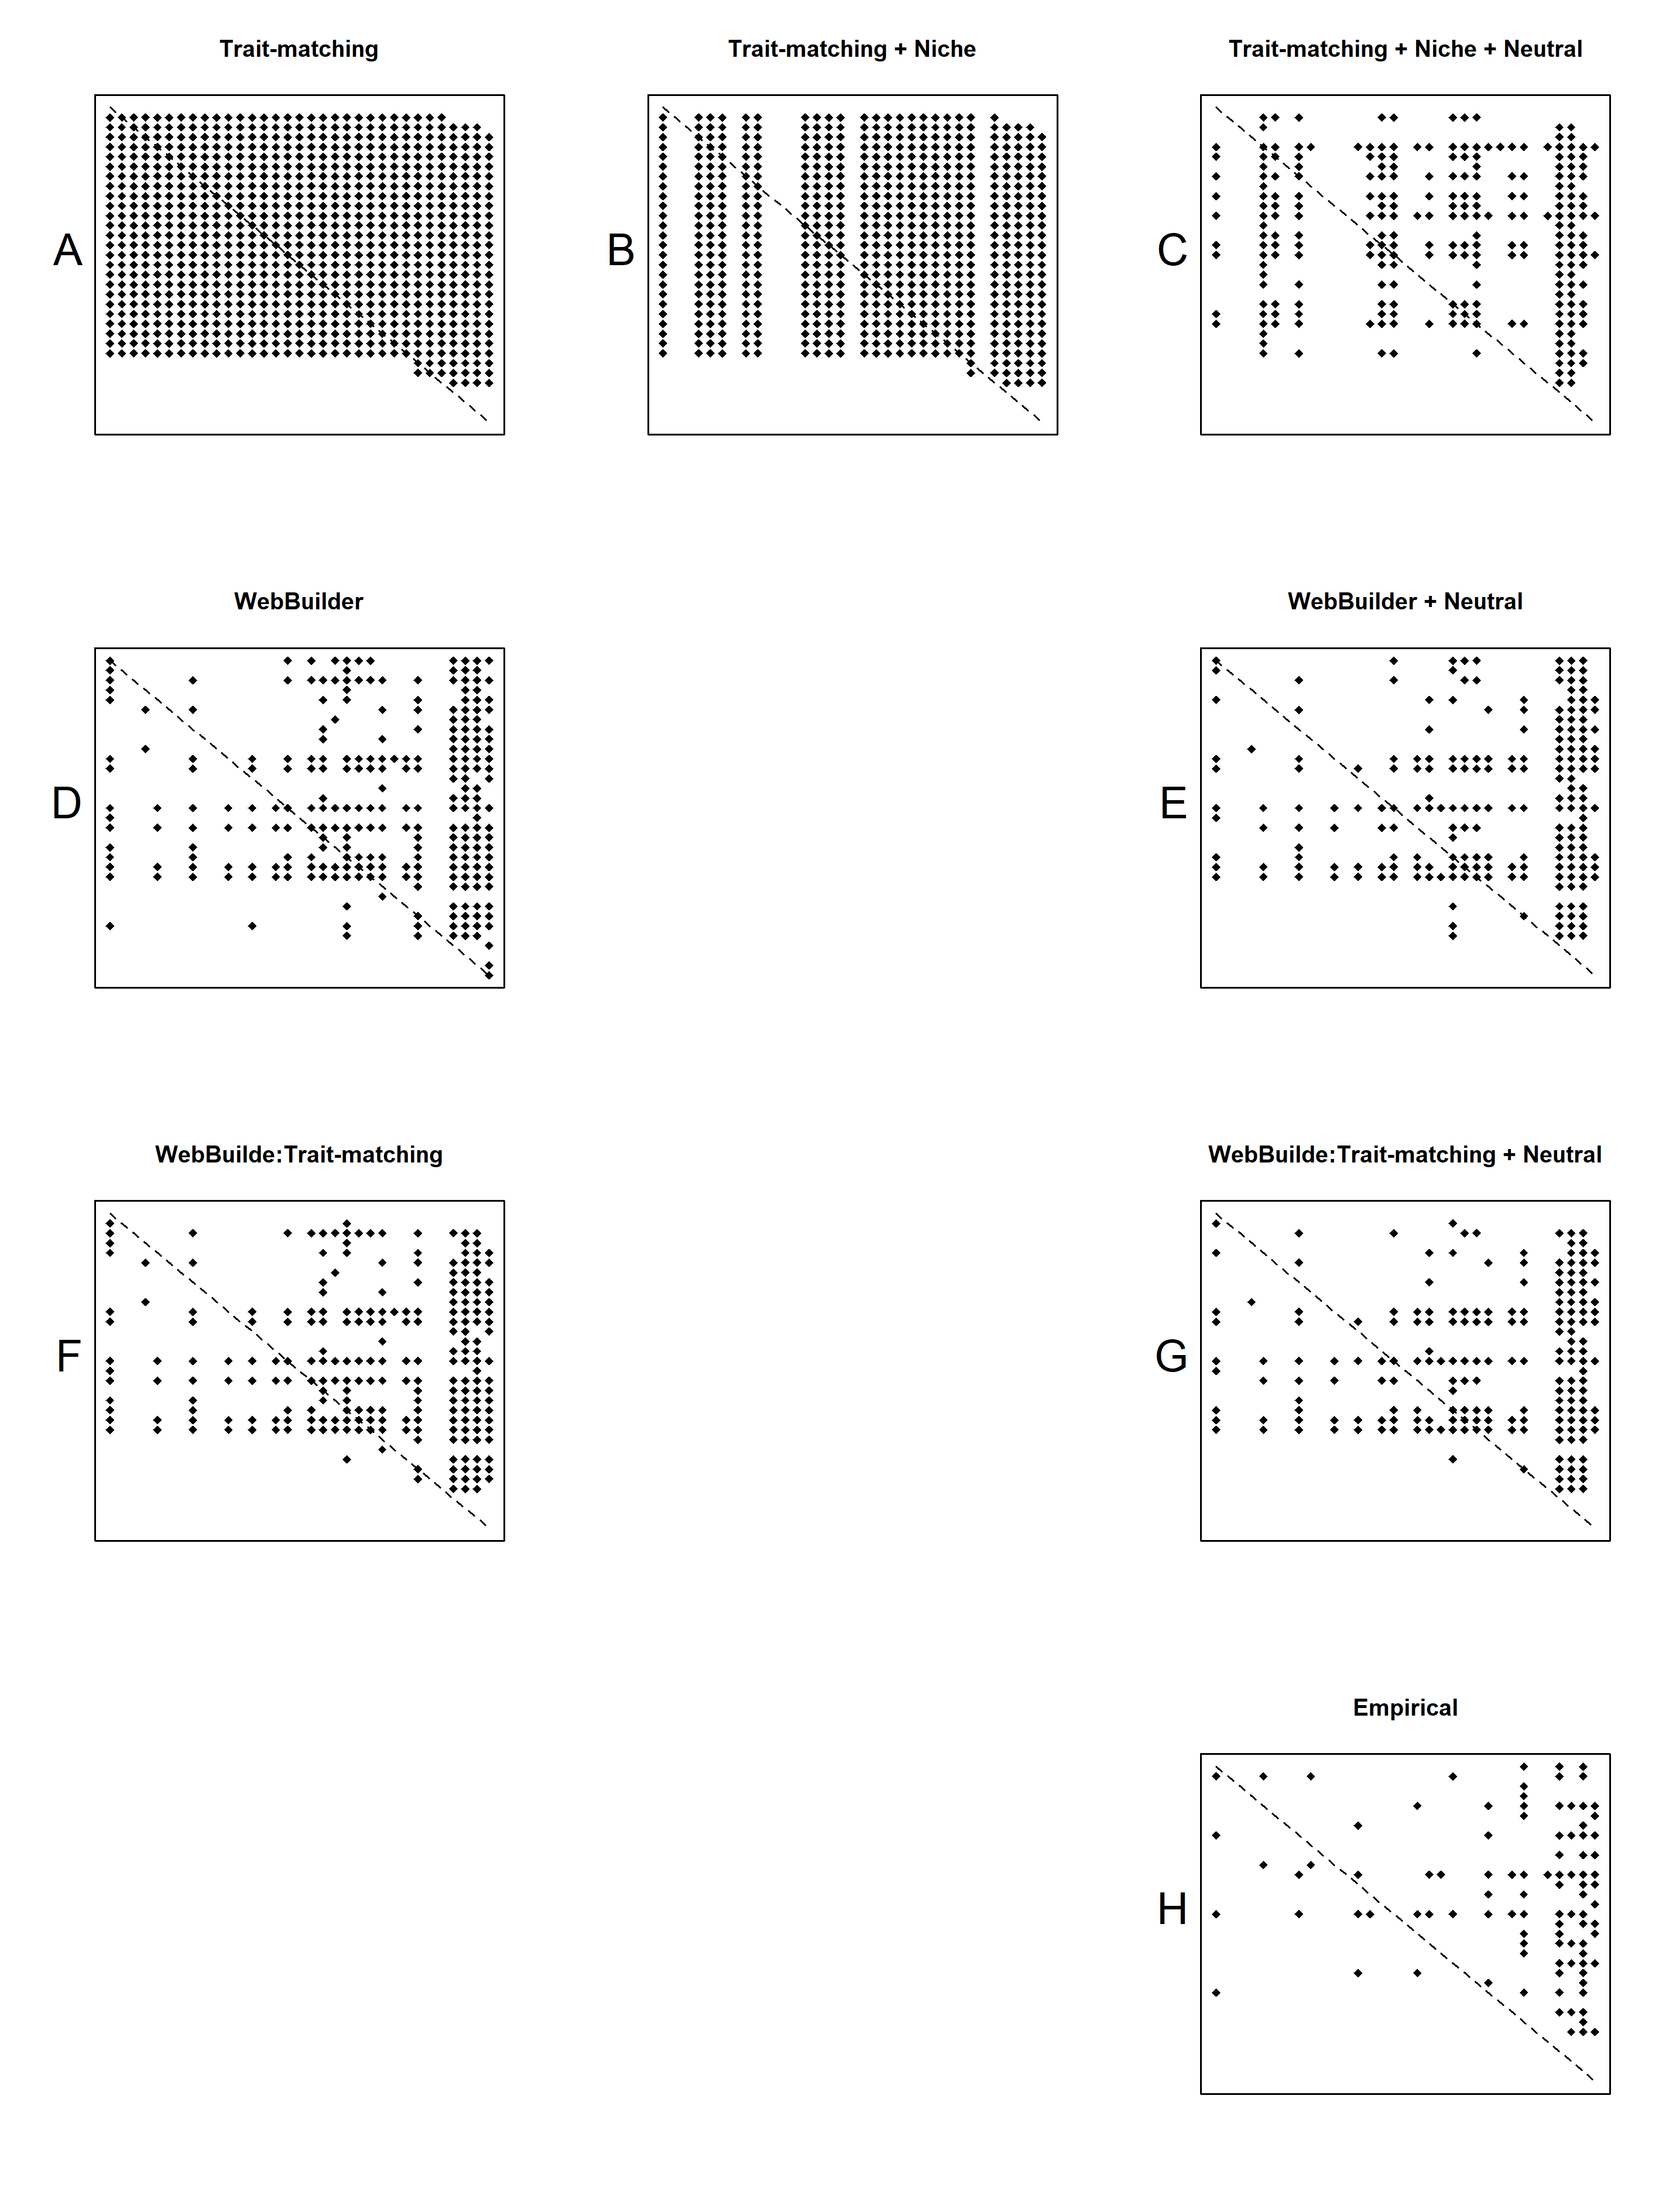 Trait-matching
Trait-matching + Niche
Trait-matching + Niche + Neutral
A
B
C
WebBuilder
WebBuilder + Neutral
D
E
WebBuilde:Trait-matching
WebBuilde:Trait-matching + Neutral
F
G
Empirical
H